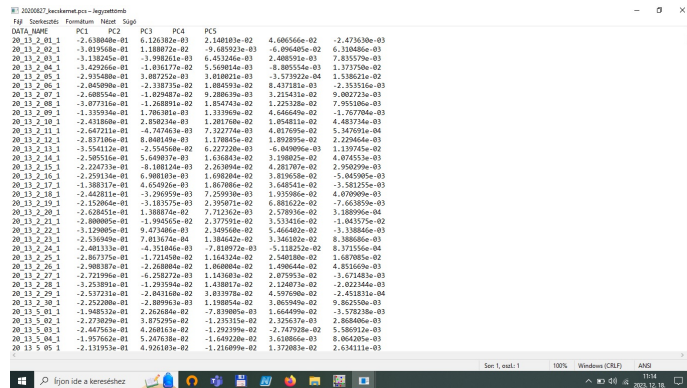 20200827_kecskemet.pcs – Jegyzettömb
Fájl Szerkesztés Formátum Nézet Súgó
DATA_NAME PC1 PC2 PC3 PC4 PC5
20_13_2_01_1 -2.638040e-01 6.126382e-03 2.140103e-02 4.606566e-02 -2.473630e-03
20_13_2_02_1 -3.019568e-01 1.188072e-02 -9.685923e-03 -6.096405e-02 6.310486e-03
20_13_2_03_1 -3.138245e-01 -3.998261e-03 6.453246e-03 2.408591e-03 7.835579e-03
20_13_2_04_1 -3.429266e-01 -1.036177e-02 5.569014e-03 -8.805554e-03 1.373750e-02
20_13_2_05_1 -2.935480e-01 3.087252e-03 3.010021e-03 -3.573922e-04 1.538621e-02
20_13_2_06_1 -2.045090e-01 -2.338735e-02 1.084593e-02 8.437181e-03 -2.353516e-03
20_13_2_07_1 -2.608554e-01 -1.029487e-02 9.280639e-03 3.215431e-02 9.002723e-03
20_13_2_08_1 -3.077316e-01 -1.268891e-02 1.854743e-02 1.225328e-02 7.955106e-03
20_13_2_09_1 -1.335934e-01 1.706301e-03 1.333969e-02 4.646649e-02 -1.767704e-03
20_13_2_10_1 -2.431860e-01 2.850234e-03 1.201760e-02 1.054811e-02 4.483734e-03
20_13_2_11_1 -2.647211e-01 -4.747463e-03 7.322774e-03 4.017695e-02 5.347691e-04
20_13_2_12_1 -2.837106e-01 8.040149e-03 1.170845e-02 1.892895e-02 2.229464e-03
20_13_2_13_1 -3.554112e-01 -2.554560e-02 6.227220e-03 -6.049096e-03 1.139745e-02
20_13_2_14_1 -2.505516e-01 5.649037e-03 1.636843e-02 3.198025e-02 4.074553e-03
20_13_2_15_1 -2.224733e-01 -8.108124e-03 2.263094e-02 4.281707e-02 2.950299e-03
20_13_2_16_1 -2.259134e-01 6.908103e-03 1.698204e-02 3.819658e-02 -5.045905e-03
20_13_2_17_1 -1.388317e-01 4.654926e-03 1.867086e-02 3.648541e-02 -3.581255e-03
20_13_2_18_1 -2.442811e-01 -3.296959e-03 7.259930e-03 1.935986e-02 4.070909e-03
20_13_2_19_1 -2.152064e-01 -3.183575e-03 2.395071e-02 6.881622e-02 -7.663859e-03
20_13_2_20_1 -2.628451e-01 1.388874e-02 7.712362e-03 2.578936e-02 3.188996e-04
20_13_2_21_1 -2.800005e-01 -1.994565e-02 2.377591e-02 3.533416e-02 -1.043575e-02
20_13_2_22_1 -3.129005e-01 9.473406e-03 2.349560e-02 5.466402e-02 -3.338846e-03
20_13_2_23_1 -2.536949e-01 7.013674e-04 1.384642e-02 3.346102e-02 8.388686e-03
20_13_2_24_1 -2.401333e-01 -4.351046e-03 -7.810972e-03 -5.118252e-02 8.371556e-04
20_13_2_25_1 -2.867375e-01 -1.721450e-02 1.164324e-02 2.540180e-02 1.687085e-02
20_13_2_26_1 -2.908387e-01 -2.268004e-02 1.060004e-02 1.490644e-02 4.851669e-03
20_13_2_27_1 -2.721996e-01 -6.258272e-03 1.143603e-02 2.075953e-02 -3.671483e-03
20_13_2_28_1 -3.253891e-01 -1.293594e-02 1.438017e-02 2.124073e-02 -2.022344e-03
20_13_2_29_1 -2.537231e-01 -2.043160e-02 3.033978e-02 4.597690e-02 -2.451831e-04
20_13_2_30_1 -2.252200e-01 -2.809963e-03 1.198054e-02 3.065949e-02 9.862550e-03
20_13_5_01_1 -1.948532e-01 2.262684e-02 -7.839005e-03 1.664499e-02 -3.578238e-03
20_13_5_02_1 -2.273029e-01 3.875295e-02 -1.235315e-02 2.325637e-03 2.868406e-03
20_13_5_03_1 -2.447563e-01 4.260163e-02 -1.292399e-02 -2.747928e-02 5.586912e-03
20_13_5_04_1 -1.957662e-01 5.247638e-02 -1.649220e-02 3.610866e-03 8.064205e-03
20_13_5_05_1 -2.131953e-01 4.926103e-02 -1.216099e-02 1.372083e-02 2.634111e-03
Sor: 1, oszl.: 1 100% Windows (CRLF) ANSI
Írjon ide a kereséshez
11:14
2023. 12. 18.